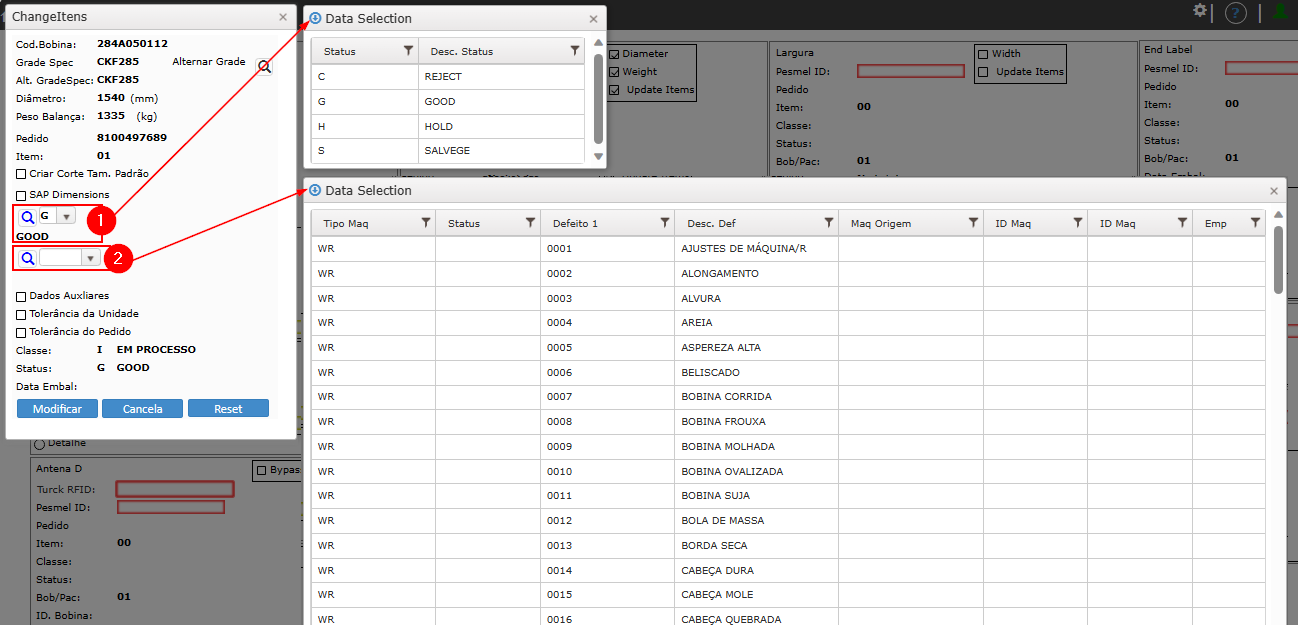 ChangeItens
Cod.Bobina: 284A050112
Grade Spec CKF285 Alternar Grade
Alt. GradeSpec: CKF285
Diâmetro: 1540 (mm)
Peso Balança: 1335 (kg)
Pedido 8100497689
Item: 01
Criar Corte Tam. Padrão
SAP Dimensions
G
1
GOOD
2
Dados Auxliares
Tolerância da Unidade
Tolerância do Pedido
Classe: I EM PROCESSO
Status: G GOOD
Data Embal:
Modificar Cancela Reset
Data Selection
Status Desc. Status
C REJECT
G GOOD
H HOLD
S SALVEGE
Diameter
Weight
Update Items
Largura
Pesmel ID:
Pedido
Item: 00
Classe:
Status:
Bob/Pac: 01
Width
Update Items
End Label
Pesmel ID:
Pedido
Item: 00
Classe:
Status:
Bob/Pac: 01
Data Embal:
?
Data Selection
Tipo Maq Status Defeito 1 Desc. Def Maq Origem ID Maq ID Maq Emp
WR 0001 AJUSTES DE MÁQUINA/R
WR 0002 ALONGAMENTO
WR 0003 ALVURA
WR 0004 AREIA
WR 0005 ASPEREZA ALTA
WR 0006 BELISCADO
WR 0007 BOBINA CORRIDA
WR 0008 BOBINA FROUXA
WR 0009 BOBINA MOLHADA
WR 0010 BOBINA OVALIZADA
WR 0011 BOBINA SUJA
WR 0012 BOLA DE MASSA
WR 0013 BORDA SECA
WR 0014 CABEÇA DURA
WR 0015 CABEÇA MOLE
WR 0016 CABEÇA QUEBRADA
Detalhe
Antena D
Bypas
Turck RFID:
Pesmel ID:
Pedido
Item: 00
Classe:
Status:
Bob/Pac: 01
ID. Bobina: